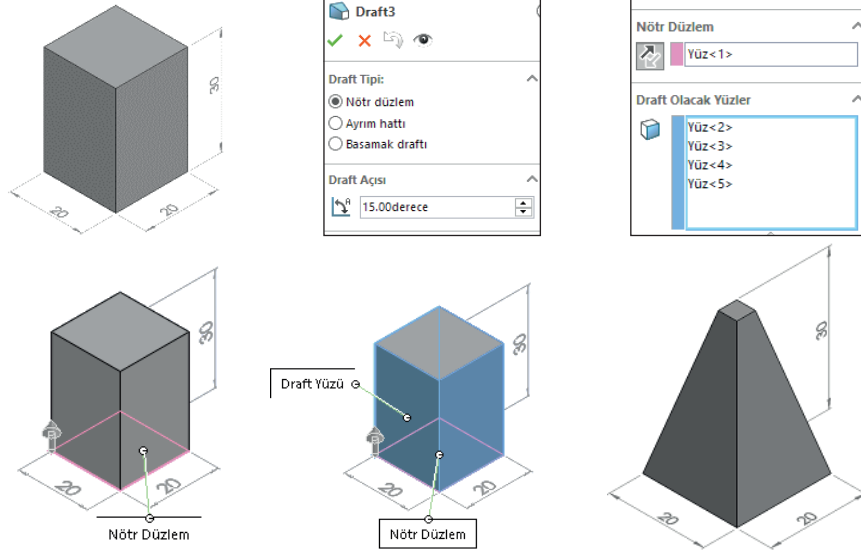 30
20
20
Draft3
Draft Tipi:
Nötr düzlem
Ayrım hattı
Basamak draftı
Draft Açısı
15.00derece
Nötr Düzlem
Yüz<1>
Draft Olacak Yüzler
Yüz<2>
Yüz<3>
Yüz<4>
Yüz<5>
30
20
20
Nötr Düzlem
30
Draft Yüzü
20
20
Nötr Düzlem
30
20
20